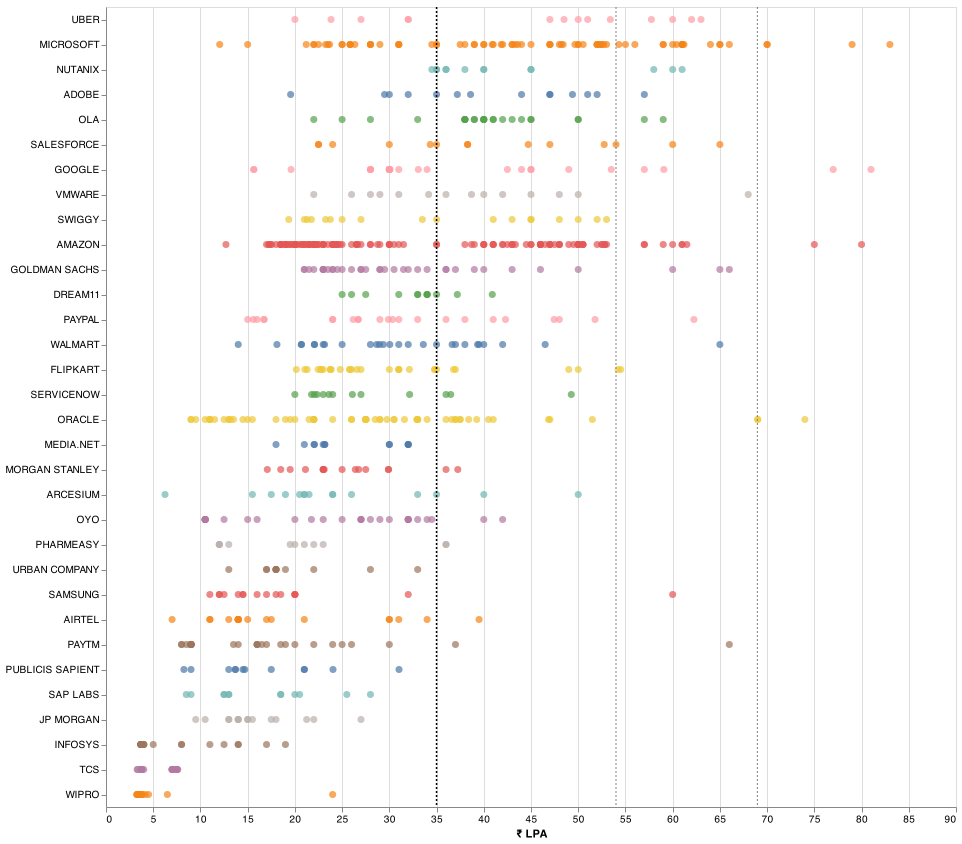 UBER
MICROSOFT
NUTANIX
ADOBE
OLA
SALESFORCE
GOOGLE
VMWARE
SWIGGY
AMAZON
GOLDMAN SACHS
DREAM11
PAYPAL
WALMART
FLIPKART
SERVICENOW
ORACLE
MEDIA.NET
MORGAN STANLEY
ARCESIUM
OYO
PHARMEASY
URBAN COMPANY
SAMSUNG
AIRTEL
PAYTM
PUBLICIS SAPIENT
SAP LABS
JP MORGAN
INFOSYS
TCS
WIPRO
0 5 10 15 20 25 30 35 40 45 50 55 60 65 70 75 80 85 90
₹ LPA